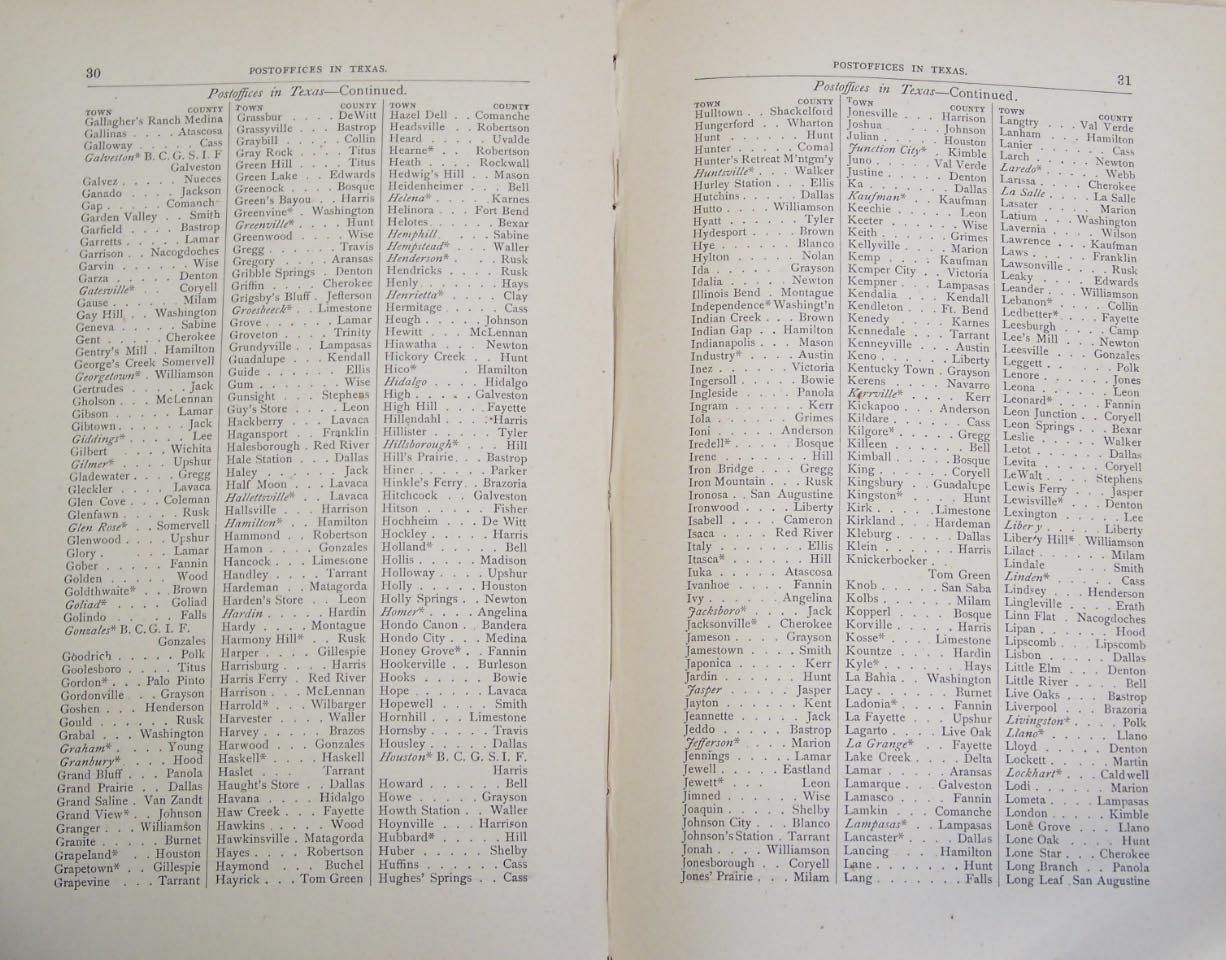 30
POSTOFFICES IN TEXAS.
Postoffices in Texas—Continued.
TOWN COUNTY
Gallagher's Ranch Medina
Gallinas . . . . Atascosa
Galloway . . . . . Cass
Galveston* B. C. G. S. I. F
Galveston
Galvez . . . . . Nueces
Ganado . . . . . Jackson
Gap . . . . . Comanch
Garden Valley . . Smith
Garfield . . . . Bastrop
Garretts . . . . Lamar
Garrison . . Nacogdoches
Garvin . . . . . . Wise
Garza . . . . . Denton
Gatesville* . . . Coryell
Gause . . . . . . Milam
Gay Hill . . Washington
Geneva . . . . . Sabine
Gent . . . . . Cherokee
Gentry's Mill . Hamilton
George's Creek Somervell
Georgetown* . Williamson
Gertrudes . . . . . Jack
Gholson . . . McLennan
Gibson . . . . . Lamar
Gibtown . . . . . Jack
Giddings* . . . . . Lee
Gilbert . . . . Wichita
Gilmer* . . . . Upshur
Gladewater . . . Gregg
Gleckler . . . . Lavaca
Glen Cove . . . Coleman
Glenfawn . . . . . Rusk
Glen Rose* . . Somervell
Glenwood . . . . Upshur
Glory . . . . . Lamar
Gober . . . . . Fannin
Golden . . . . . Wood
Goldthwaite* . . . Brown
Goliad* . . . . . Goliad
Golindo . . . . . Falls
Gonzales* B. C. G. I. F.
Gonzales
Goodrich . . . . . Polk
Goolesboro . . . . Titus
Gordon* . . . Palo Pinto
Gordonville . . Grayson
Goshen . . . Henderson
Gould . . . . . . Rusk
Grabal . . . Washington
Graham* . . . . Young
Granbury* . . . . Hood
Grand Bluff . . . Panola
Grand Prairie . . Dallas
Grand Saline . Van Zandt
Grand View* . . Johnson
Granger . . . Williamson
Granite . . . . . Burnet
Grapeland* . . Houston
Grapetown* . . Gillespie
Grapevine . . . Tarrant
TOWN COUNTY
Grassbur . . . . DeWitt
Grassyville . . . Bastrop
Graybill . . . . . Collin
Gray Rock . . . . Titus
Green Hill . . . . Titus
Green Lake . . Edwards
Greenock . . . . Bosque
Green's Bayou . . Harris
Greenvine* . Washington
Greenville* . . . . Hunt
Greenwood . . . . Wise
Gregg . . . . . . Travis
Gregory . . . . Aransas
Gribble Springs . Denton
Griffin . . . . Cherokee
Grigsby's Bluff . Jefferson
Groesbeeck* . . Limestone
Grove . . . . . . Lamar
Groveton . . . . Trinity
Grundyville . . Lampasas
Guadalupe . . . Kendall
Guide . . . . . . Ellis
Gum . . . . . . . Wise
Gunsight . . . Stephens
Guy's Store . . . . Leon
Hackberry . . . Lavaca
Hagansport . . Franklin
Halesborough . Red River
Hale Station . . . Dallas
Haley . . . . . . Jack
Half Moon . . . Lavaca
Hallettsville* . . Lavaca
Hallsville . . . Harrison
Hamilton* . . . Hamilton
Hammond . . Robertson
Hamon . . . . Gonzales
Hancock . . . Limestone
Handley . . . . Tarrant
Hardeman . . Matagorda
Harden's Store . . Leon
Hardin . . . . . Hardin
Hardy . . . . Montague
Harmony Hill* . . Rusk
Harper . . . . Gillespie
Harrisburg . . . . Harris
Harris Ferry . Red River
Harrison . . . McLennan
Harrold* . . . Wilbarger
Harvester . . . . Waller
Harvey . . . . . Brazos
Harwood . . . Gonzales
Haskell* . . . . Haskell
Haslet . . . Tarrant
Haught's Store . . Dallas
Havana . . . . Hidalgo
Haw Creek . . . Fayette
Hawkins . . . . . Wood
Hawkinsville . Matagorda
Hayes . . . . Robertson
Haymond . . . . Buchel
Hayrick . . . Tom Green
TOWN COUNTY
Hazel Dell . . Comanche
Headsville . . Robertson
Heard . . . . . Uvalde
Hearne* . . . Robertson
Heath . . . . Rockwall
Hedwig's Hill . . Mason
Heidenheimer . . . Bell
Helena* . . . . . Karnes
Helinora . . . Fort Bend
Helotes . . . . . Bexar
Hemphill . . . . Sabine
Hempstead* . . . Waller
Henderson* . . . . Rusk
Hendricks . . . . Rusk
Henly . . . . . . Hays
Henrietta* . . . . Clay
Hermitage . . . . Cass
Heugh . . . . . Johnson
Hewitt . . . McLennan
Hiawatha . . . Newton
Hickory Creek . . Hunt
Hico* . . . . Hamilton
Hidalgo . . . . Hidalgo
High . . . . . Galveston
High Hill . . . . Fayette
Hillendahl . . . . Harris
Hillister . . . . . Tyler
Hillsborough* . . . . Hill
Hill's Prairie. . . Bastrop
Hiner . . . . . Parker
Hinkle's Ferry. . Brazoria
Hitchcock . . Galveston
Hitson . . . . . Fisher
Hochheim . . . De Witt
Hockley . . . . . Harris
Holland* . . . . . . Bell
Hollis . . . . . Madison
Holloway . . . . Upshur
Holly . . . . . Houston
Holly Springs . . Newton
Homer* . . . . Angelina
Hondo Canon . . Bandera
Hondo City . . . Medina
Honey Grove* . . Fannin
Hookerville . . Burleson
Hooks . . . . . Bowie
Hope . . . . . . Lavaca
Hopewell . . . . Smith
Hornhill . . . Limestone
Hornsby . . . . . Travis
Housley . . . . . Dallas
Houston* B. C. G. S. I. F.
Harris
Howard . . . . . . Bell
Howe . . . . . Grayson
Howth Station . . Waller
Hoynville . . . Harrison
Hubbard* . . . . . Hill
Huber . . . . . Shelby
Huffins . . . . . . Cass
Hughes' Springs . . Cass
POSTOFFICES IN TEXAS.
31
Postoffices in Texas—Continued.
TOWN COUNTY
Hulltown . . Shackelford
Hungerford . . Wharton
Hunt . . . . . . Hunt
Hunter . . . . . Comal
Hunter's Retreat M'ntgm'y
Huntsville* . . . Walker
Hurley Station . . . Ellis
Hutchins . . . . Dallas
Hutto . . . . Williamson
Hyatt . . . . . . Tyler
Hydesport . . . . Brown
Hye . . . . . . Blanco
Hylton . . . . . Nolan
Ida . . . . . . Grayson
Idalia . . . . . Newton
Illinois Bend . Montague
Independence* Washingt'n
Indian Creek . . . Brown
Indian Gap . . Hamilton
Indianapolis . . . Mason
Industry* . . . . Austin
Inez . . . . . . Victoria
Ingersoll . . . . Bowie
Ingleside . . . . Panola
Ingram . . . . . . Kerr
Iola . . . . . . Grimes
Ioni . . . . . Anderson
Iredell* . . . . . Bosque
Irene . . . . . . . Hill
Iron Bridge . . . Gregg
Iron Mountain . . . Rusk
Ironosa . . San Augustine
Ironwood . . . . Liberty
Isabell . . . . Cameron
Isaca . . . . Red River
Italy . . . . . . . Ellis
Itasca* . . . . . . Hill
Iuka . . . . . Atascosa
Ivanhoe . . . . Fannin
Ivy . . . . . . Angelina
Jacksboro* . . . . Jack
Jacksonville* . Cherokee
Jameson . . . . Grayson
Jamestown . . . . Smith
Japonica . . . . . Kerr
Jardin . . . . . . Hunt
Jasper . . . . . Jasper
Jayton . . . . . . Kent
Jeannette . . . . . Jack
Jeddo . . . . . Bastrop
Jefferson* . . . . Marion
Jennings . . . . Lamar
Jewell . . . . Eastland
Jewett* . . . . . Leon
Jimned . . . . . . Wise
Joaquin . . . . . Shelby
Johnson City . . . Blanco
Johnson's Station . Tarrant
Jonah . . . . Williamson
Jonesborough . . Coryell
Jones' Prairie . . . Milam
TOWN COUNTY
Jonesville . . . Harrison
Joshua . . . . Johnson
Julian . . . . . Houston
Junction City* . . Kimble
Juno . . . . . Val Verde
Justine . . . . . Denton
Ka . . . . . . . Dallas
Kaufman* . . . Kaufman
Keechie . . . . . Leon
Keeter . . . . . . Wise
Keith . . . . . Grimes
Kellyville . . . . Marion
Kemp . . . . . Kaufman
Kemper City . . Victoria
Kempner . . . Lampasas
Kendalia . . . . Kendall
Kendleton . . . Ft. Bend
Kenedy . . . . . Karnes
Kennedale . . . Tarrant
Kenneyville . . . Austin
Keno . . . . . . Liberty
Kentucky Town . Grayson
Kerens . . . . Navarro
Kerrville* . . . . . Kerr
Kickapoo . . . Anderson
Kildare . . . . . . Cass
Kilgore* . . . . . Gregg
Killeen . . . . . . Bell
Kimball . . . . . Bosque
King . . . . . . Coryell
Kingsbury . . Guadalupe
Kingston* . . . . Hunt
Kirk . . . . . Limestone
Kirkland . . Hardeman
Kleburg . . . . . Dallas
Klein . . . . . . Harris
Knickerbocker . .
Tom Green
Knob . . . . . San Saba
Kolbs . . . . . . Milam
Kopperl . . . . . Bosque
Korville . . . . . Harris
Kosse* . . . . Limestone
Kountze . . . . Hardin
Kyle* . . . . . . . Hays
La Bahia . . Washington
Lacy . . . . . . Burnet
Ladonia* . . . . Fannin
La Fayette . . . Upshur
Lagarto . . . . Live Oak
La Grange* . . . Fayette
Lake Creek . . . . Delta
Lamar . . . . . Aransas
Lamarque . . Galveston
Lamasco . . . . Fannin
Lamkin . . . Comanche
Lampasas* . . Lampasas
Lancaster* . . . . Dallas
Lancing . . . . Hamilton
Lane . . . . . . . Hunt
Lang . . . . . . . Falls
TOWN COUNTY
Langtry . . . Val Verde
Lanham . . . . Hamilton
Lanier . . . . . . Cass
Larch . . . . . Newton
Laredo* . . . . . Webb
Larissa . . . . Cherokee
La Salle . . . . La Salle
Lasater . . . . . Marion
Latium . . . Washington
Lavernia . . . . Wilson
Lawrence . . . Kaufman
Laws . . . . . Franklin
Lawsonville . . . . Rusk
Leaky . . . . . Edwards
Leander . . . Williamson
Lebanon* . . . . Collin
Ledbetter* . . . Fayette
Leesburgh . . . . Camp
Lee's Mill . . . Newton
Leesville . . . Gonzales
Leggett . . . . . . Polk
Lenore . . . . . . Jones
Leona . . . . . . Leon
Leonard* . . . . Fannin
Leon Junction . . Coryell
Leon Springs . . . Bexar
Leslie . . . . . Walker
Letot . . . . . . Dallas
Levita . . . . . Coryell
LeWalt . . . . Stephens
Lewis Ferry . . . Jasper
Lewisville* . . . Denton
Lexington . . . . . Lee
Libery . . . . . Liberty
Liberty Hill* . Williamson
Lilact . . . . . . Milam
Lindale . . . . . Smith
Linden* . . . . . . Cass
Lindsey . . . Henderson
Lingleville . . . . Erath
Linn Flat . Nacogdoches
Lipan . . . . . . Hood
Lipscomb . . . Lipscomb
Lisbon . . . . . Dallas
Little Elm . . . Denton
Little River . . . . Bell
Live Oaks . . . Bastrop
Liverpool . . . Brazoria
Livingston* . . . . Polk
Llano* . . . . . Llano
Lloyd . . . . . Denton
Lockett . . . . . Martin
Lockhart* . . . Caldwell
Lodi . . . . . . Marion
Lometa . . . . Lampasas
London . . . . . Kimble
Lone Grove . . . Llano
Lone Oak . . . . Hunt
Lone Star . . . Cherokee
Long Branch . . Panola
Long Leaf San Augustine